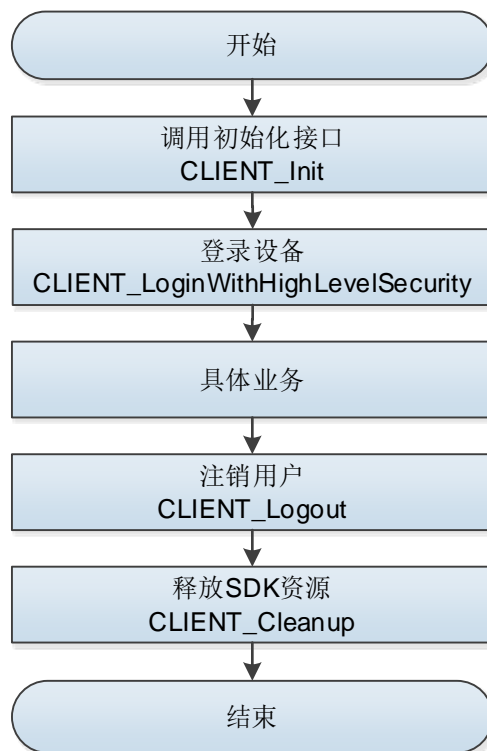 开始
调用初始化接口
CLIENT_Init
登录设备
CLIENT_LoginWithHighLevelSecurity
具体业务
注销用户
CLIENT_Logout
释放SDK资源
CLIENT_Cleanup
结束